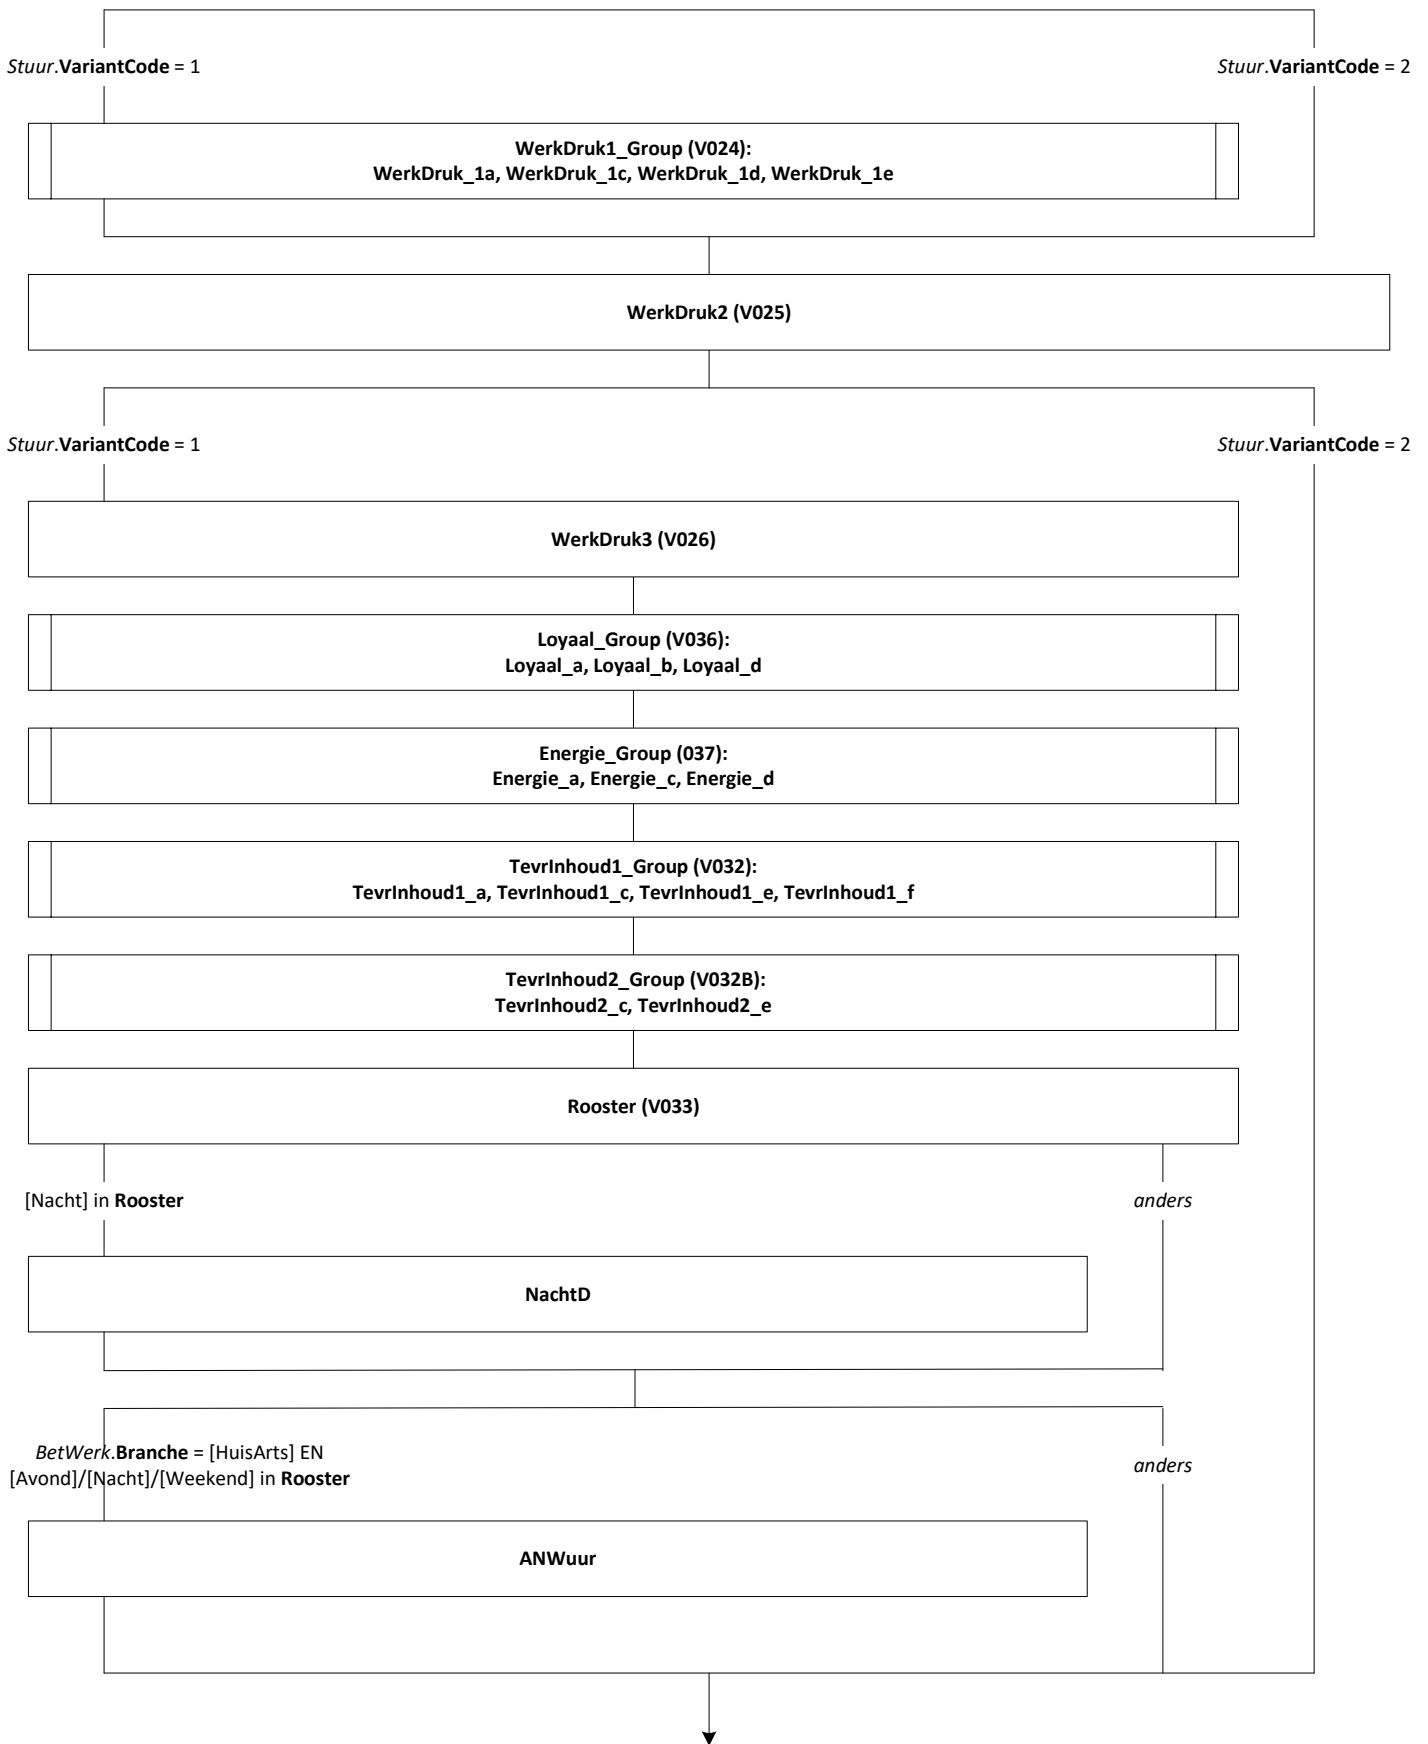 Stuur.VariantCode = 1
Stuur.VariantCode = 2
WerkDruk1_Group (V024):
WerkDruk_1a, WerkDruk_1c, WerkDruk_1d, WerkDruk_1e
WerkDruk2 (V025)
Stuur.VariantCode = 1
Stuur.VariantCode = 2
WerkDruk3 (V026)
Loyaal_Group (V036):
Loyaal_a, Loyaal_b, Loyaal_d
Energie_Group (037):
Energie_a, Energie_c, Energie_d
TevrInhoud1_Group (V032):
TevrInhoud1_a, TevrInhoud1_c, TevrInhoud1_e, TevrInhoud1_f
TevrInhoud2_Group (V032B):
TevrInhoud2_c, TevrInhoud2_e
Rooster (V033)
[Nacht] in Rooster
anders
NachtD
BetWerk.Branche = [HuisArts] EN
[Avond]/[Nacht]/[Weekend] in Rooster
anders
ANWuur